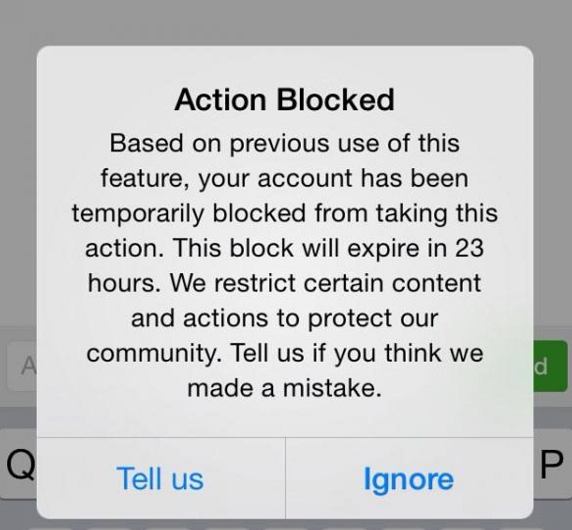 Action Blocked
Based on previous use of this
feature, your account has been
temporarily blocked from taking this
action. This block will expire in 23
hours. We restrict certain content
and actions to protect our
community. Tell us if you think we
made a mistake.
A d
Q P
Tell us Ignore